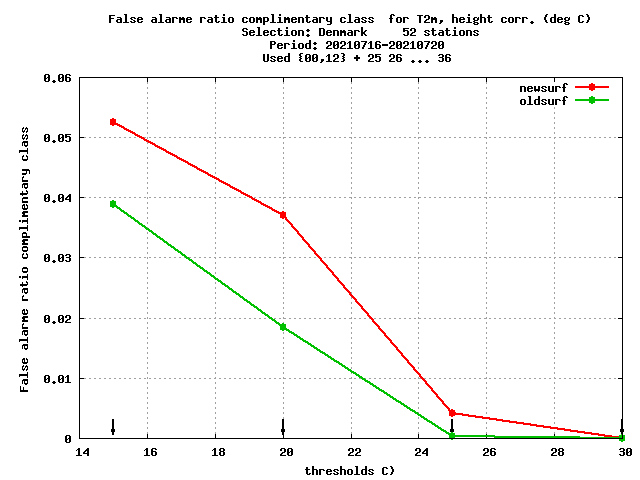 False alarme ratio complimentary class  for T2m, height corr. (deg C)
Selection: Denmark     52 stations
Period: 20210716-20210720
Used {00,12} + 25 26 ... 36
newsurf
oldsurf
0.06
0.05
0.04
0.03
0.02
0.01
0
False alarme ratio complimentary class
14 16 18 20 22 24 26 28 30
thresholds C)